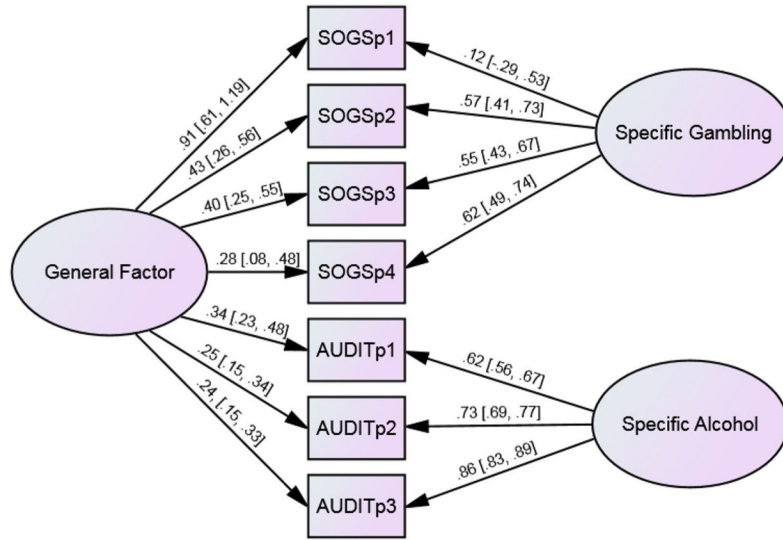 SOGSp1
.91 [.61, 1.19]
.12 [-.29, .53]
SOGSp2
.43 [.26, .56]
.57 [.41, .73]
Specific Gambling
SOGSp3
.40 [.25, .55]
.55 [.43, .67]
SOGSp4
.62 [.49, .74]
General Factor
.28 [.08, .48]
AUDITp1
.34 [.23, .48]
.62 [.56, .67]
AUDITp2
.25 [.15, .34]
.73 [.69, .77]
Specific Alcohol
.24, [.15, .33]
.86 [.83, .89]
AUDITp3